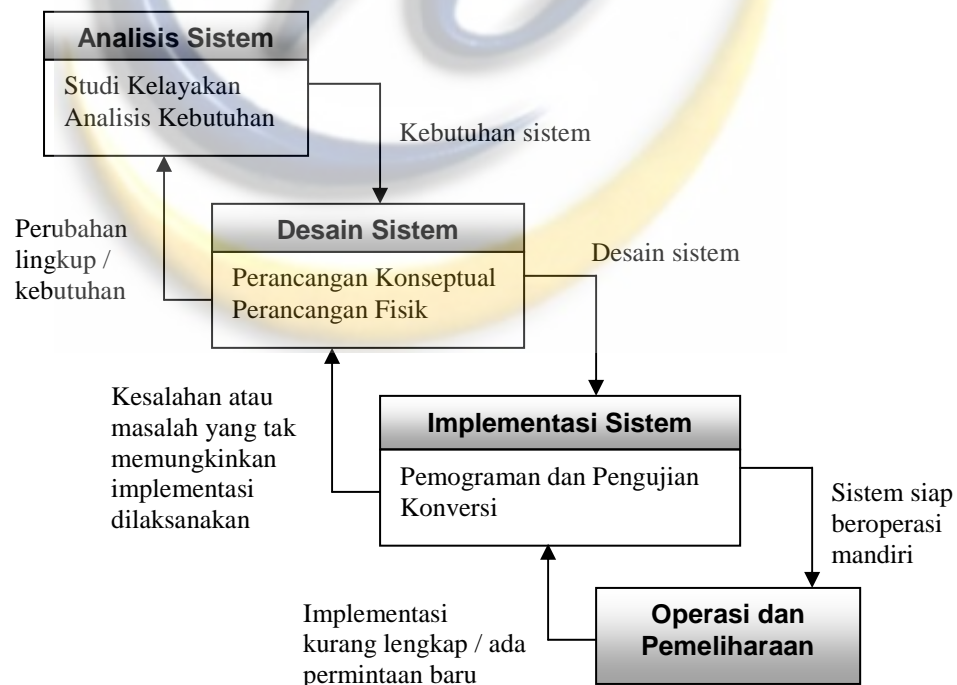 Analisis Sistem
Studi Kelayakan
Analisis Kebutuhan
Kebutuhan sistem
Perubahan
lingkup /
kebutuhan
Desain Sistem
Perancangan Konseptual
Perancangan Fisik
Desain sistem
Kesalahan atau
masalah yang tak
memungkinkan
implementasi
dilaksanakan
Implementasi Sistem
Pemograman dan Pengujian
Konversi
Sistem siap
beroperasi
mandiri
Implementasi
kurang lengkap / ada
permintaan baru
Operasi dan
Pemeliharaan